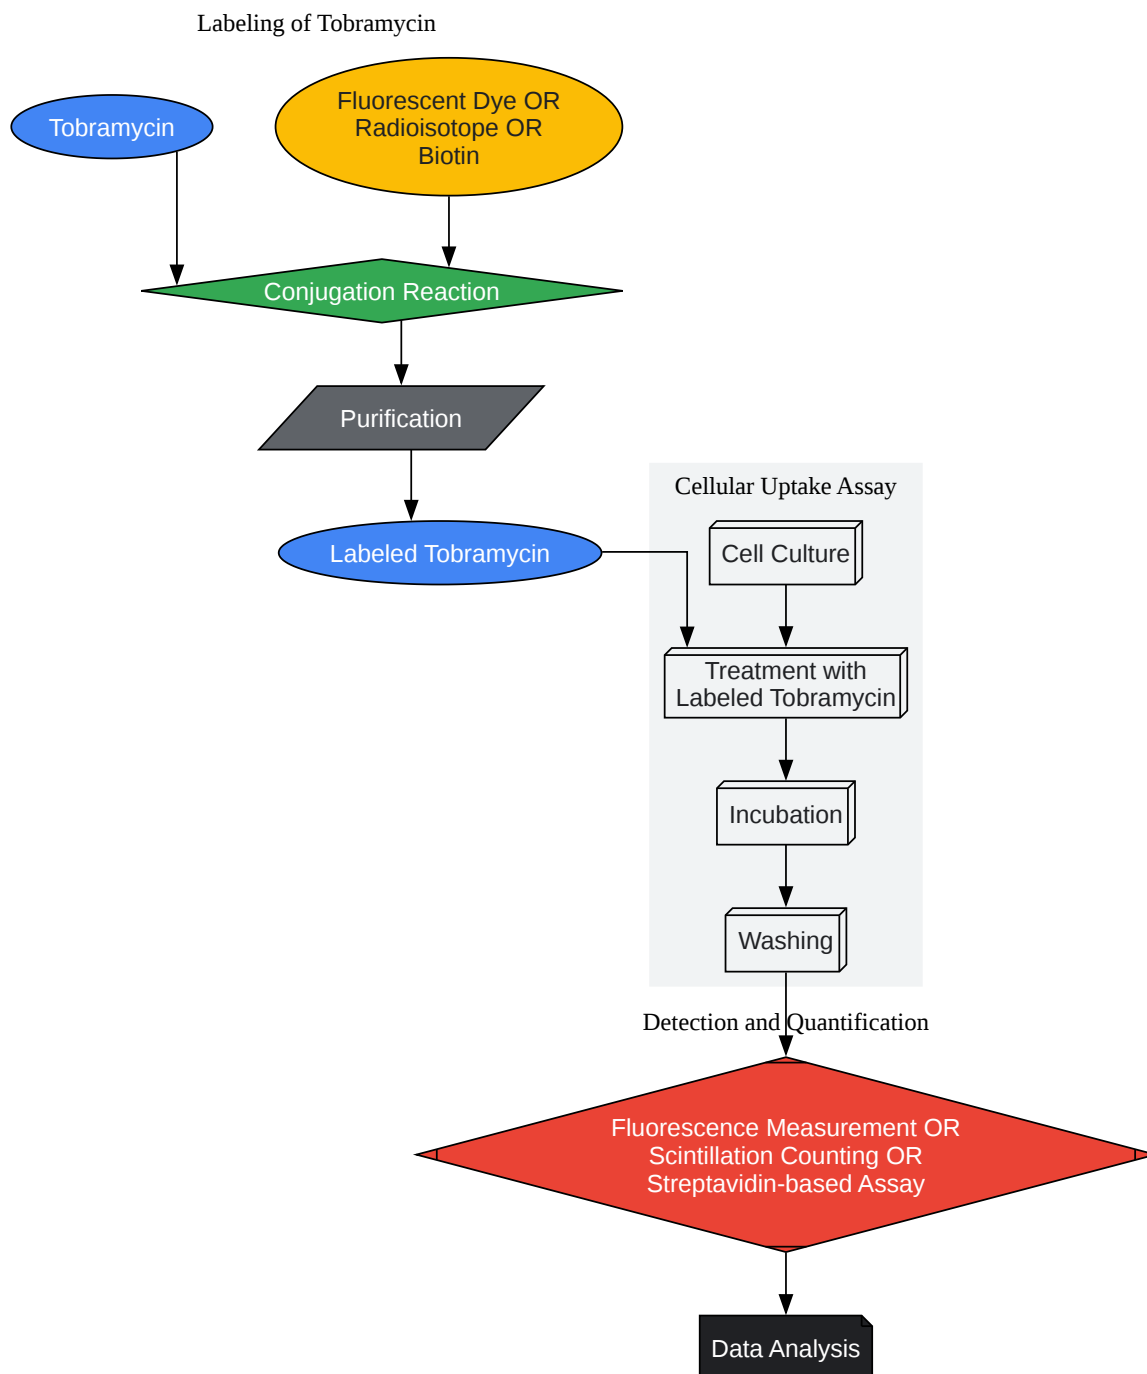 Labeling of Tobramycin
Tobramycin
Fluorescent Dye OR
Radioisotope OR
Biotin
Conjugation Reaction
Purification
Labeled Tobramycin
Cellular Uptake Assay
Cell Culture
Treatment with
Labeled Tobramycin
Incubation
Washing
Detection and Quantification
Fluorescence Measurement OR
Scintillation Counting OR
Streptavidin-based Assay
Data Analysis